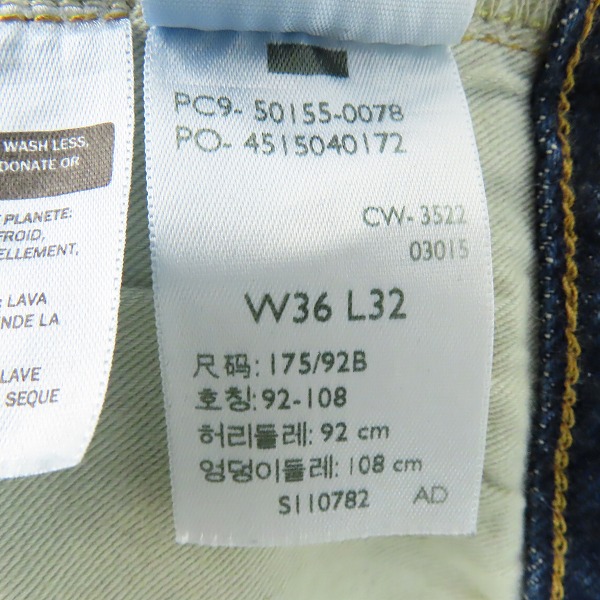 WASH LESS,
DONATE OR
PLANETE:
FROID,
ELLEMENT,
: LAVA
NDE LA
LAVE
SEQUE
PC9- 50155-0078
PO- 4515040172
CW- 3522
03015
W36 L32
尺码: 175/92B
호칭: 92-108
허리둘레: 92 cm
엉덩이둘레: 108 cm
S110782 AD